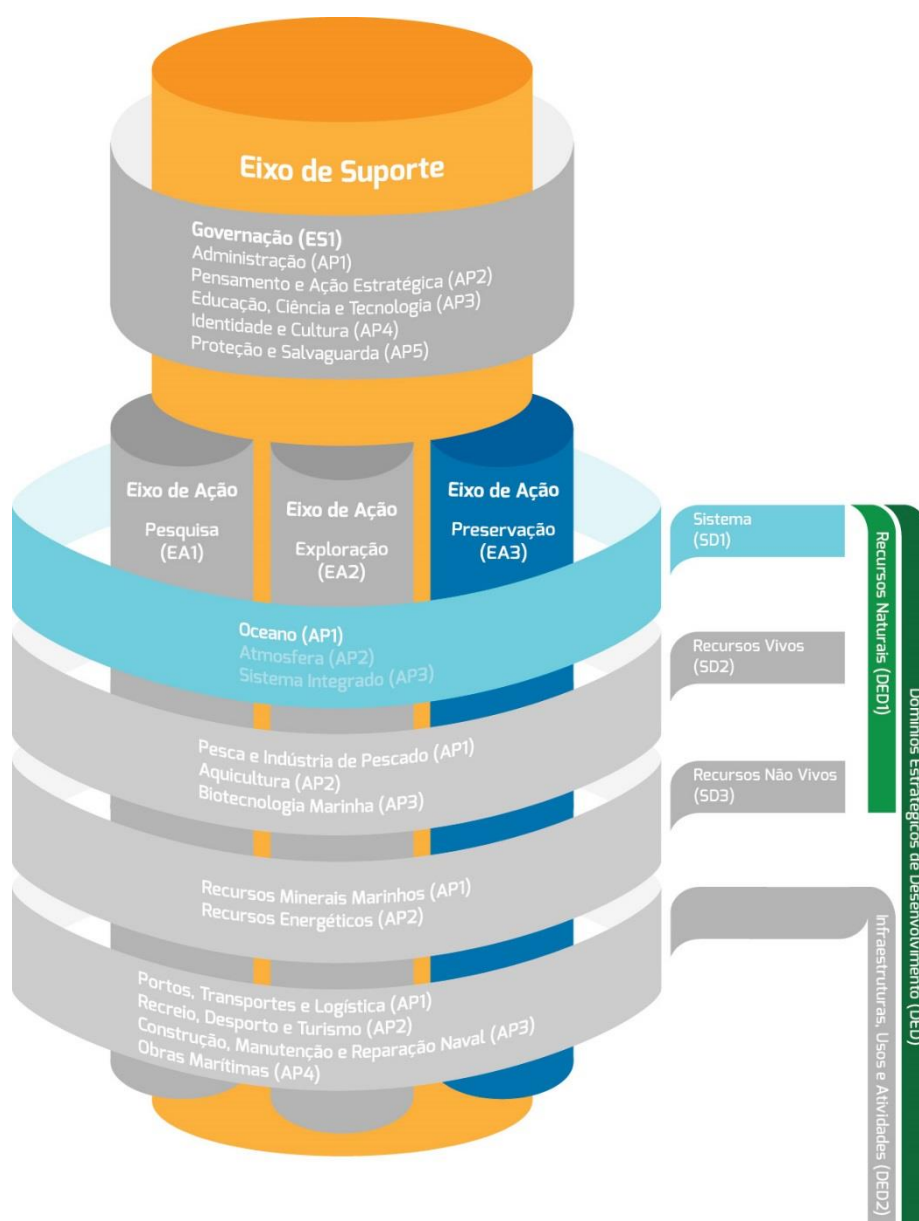 Eixo de Suporte
Governação (ES1)
Administração (AP1)
Pensamento e Ação Estratégica (AP2)
Educação, Ciência e Tecnologia (AP3)
Identidade e Cultura (AP4)
Proteção e Salvaguarda (AP5)
Eixo de Ação
Pesquisa
(EA1)
Eixo de Ação
Exploração
(EA2)
Eixo de Ação
Preservação
(EA3)
Oceano (AP1)
Atmosfera (AP2)
Sistema Integrado (AP3)
Pesca e Indústria de Pescado (AP1)
Aquicultura (AP2)
Biotecnologia Marinha (AP3)
Recursos Minerais Marinhos (AP1)
Recursos Energéticos (AP2)
Portos, Transportes e Logística (AP1)
Recreio, Desporto e Turismo (AP2)
Construção, Manutenção e Reparação Naval (AP3)
Obras Marítimas (AP4)
Sistema
(SD1)
Recursos Vivos
(SD2)
Recursos Não Vivos
(SD3)
Recursos Naturais (DED1)
Infraestruturas, Usos e Atividades (DED2)
Domínios Estratégicos de Desenvolvimento (DED)